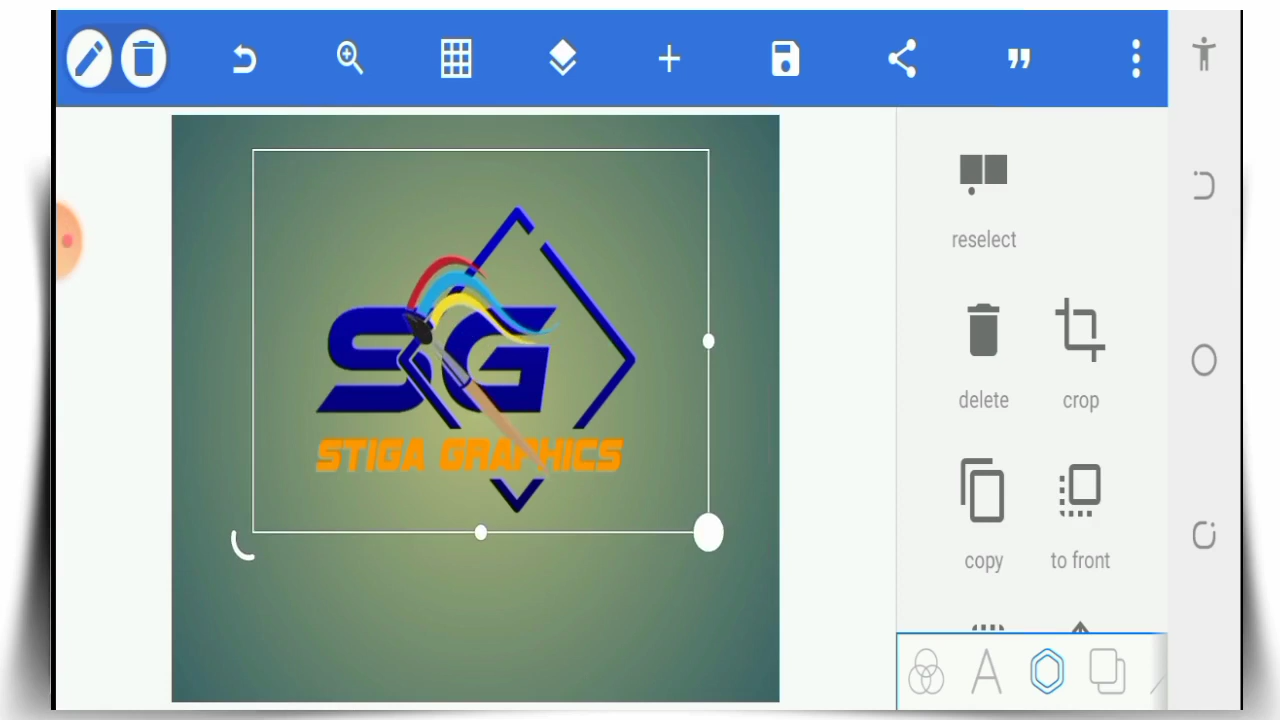 reselect
SG
STIGA GRAPHICS
delete
crop
copy
to front